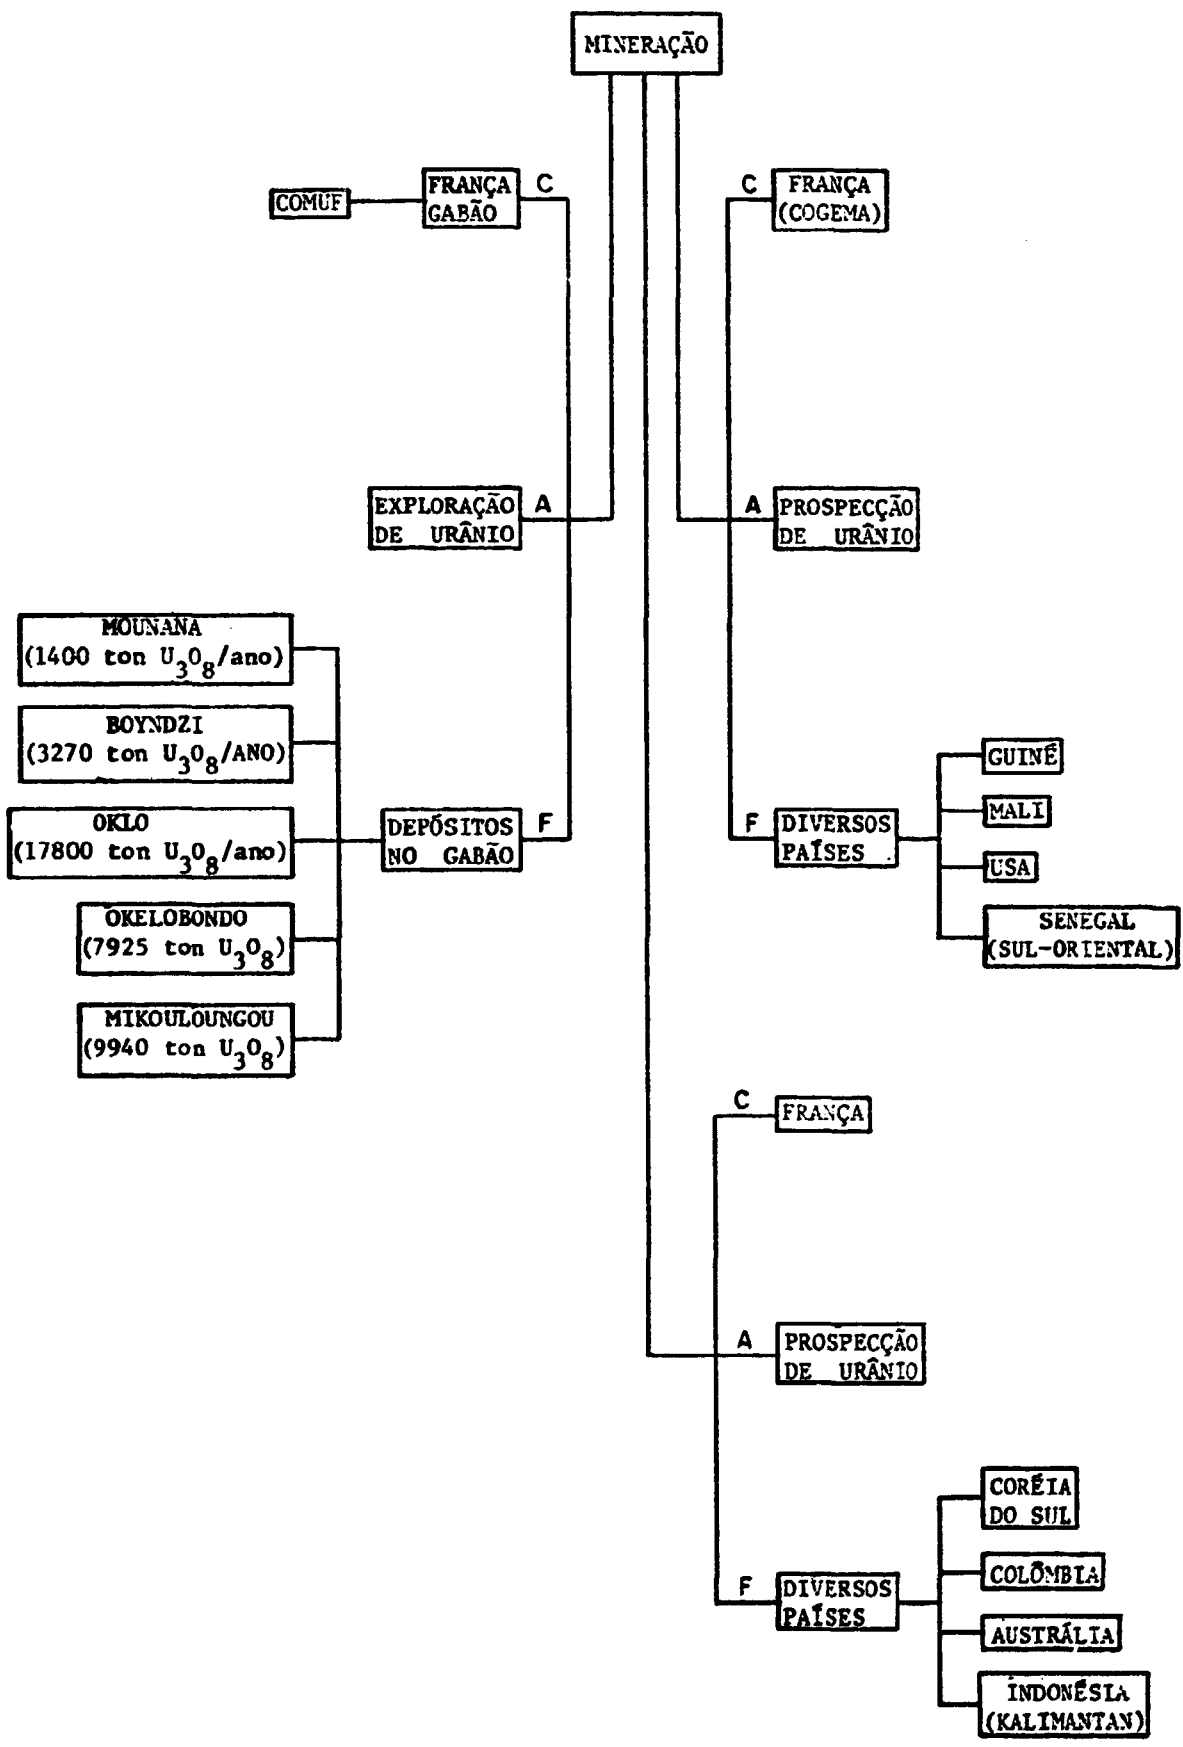 MINERAÇÃO
COMUF
FRANÇA
GABÃO
C
C
FRANÇA
(COGEMA)
EXPLORAÇÃO
DE URÂNIO
A
A
PROSPECÇÃO
DE URÂNIO
MOUNANA
(1400 ton U3O8/ano)
BOYNDZI
(3270 ton U3O8/ANO)
OKLO
(17800 ton U3O8/ano)
OKELOBONDO
(7925 ton U3O8)
MIKOULOUNGOU
(9940 ton U3O8)
DEPÓSITOS
NO GABÃO
F
F
DIVERSOS
PAÍSES
GUINÉ
MALI
USA
SENEGAL
(SUL-ORIENTAL)
C
FRANÇA
A
PROSPECÇÃO
DE URÂNIO
F
DIVERSOS
PAÍSES
CORÉIA
DO SUL
COLÔMBIA
AUSTRÁLIA
INDONÉSIA
(KALIMANTAN)